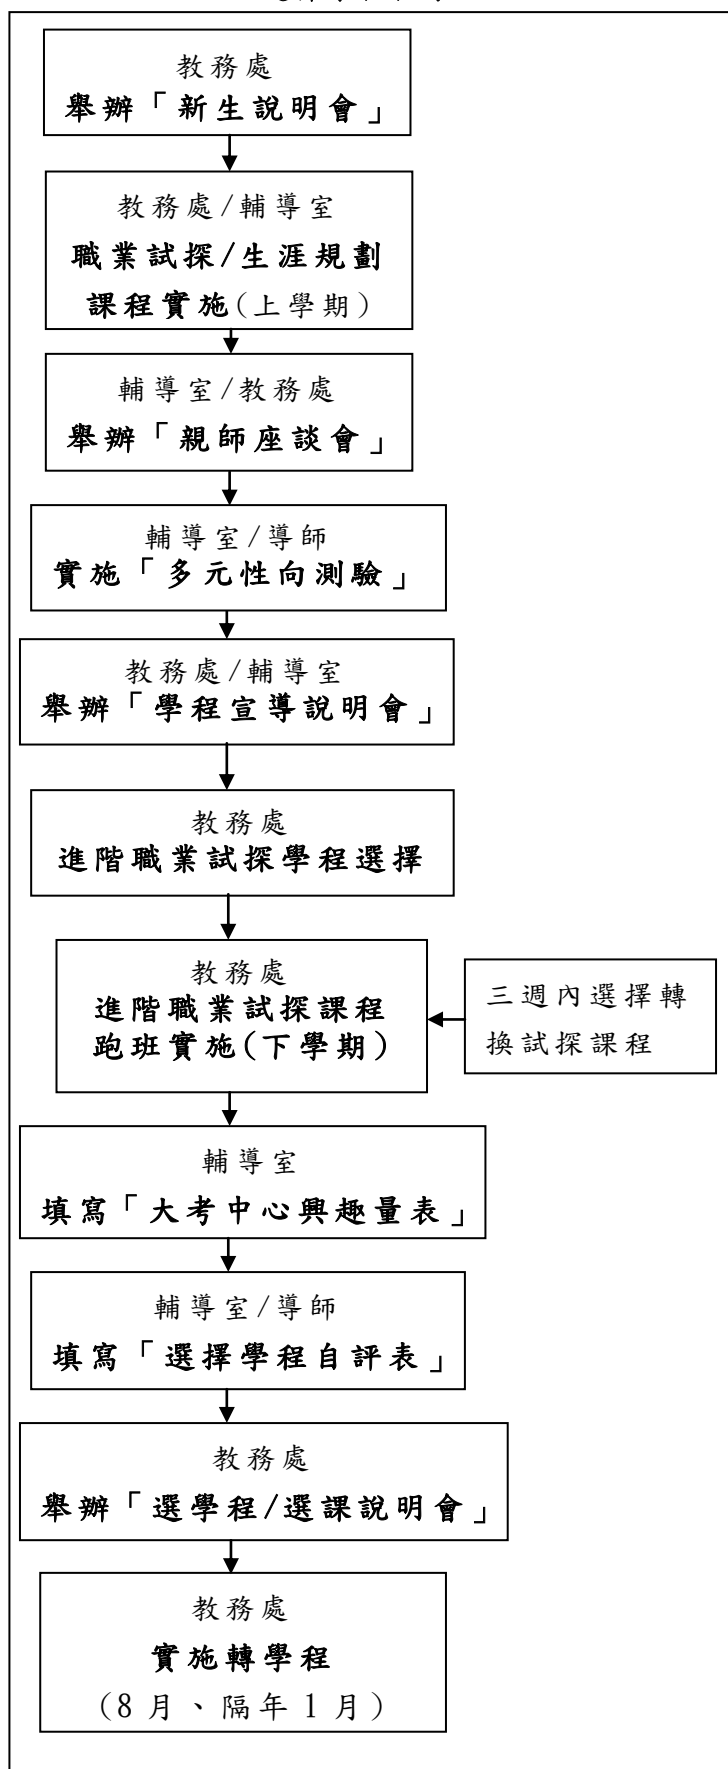 教務處
舉辦「新生說明會」
教務處/輔導室
職業試探/生涯規劃
課程實施(上學期)
輔導室/教務處
舉辦「親師座談會」
輔導室/導師
實施「多元性向測驗」
教務處/輔導室
舉辦「學程宣導說明會」
教務處
進階職業試探學程選擇
教務處
進階職業試探課程
跑班實施(下學期)
三週內選擇轉
換試探課程
輔導室
填寫「大考中心興趣量表」
輔導室/導師
填寫「選擇學程自評表」
教務處
舉辦「選學程/選課說明會」
教務處
實施轉學程
(8月、隔年1月)